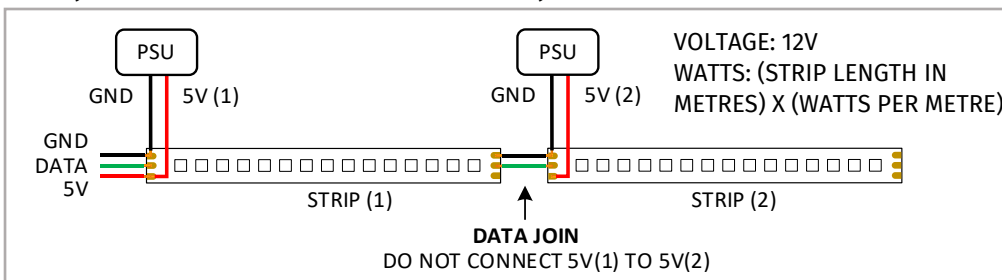 PSU
PSU
VOLTAGE: 12V
WATTS: (STRIP LENGTH IN
METRES) X (WATTS PER METRE)
GND
5V (1)
GND
5V (2)
GND
DATA
5V
STRIP (1)
STRIP (2)
DATA JOIN
DO NOT CONNECT 5V(1) TO 5V(2)